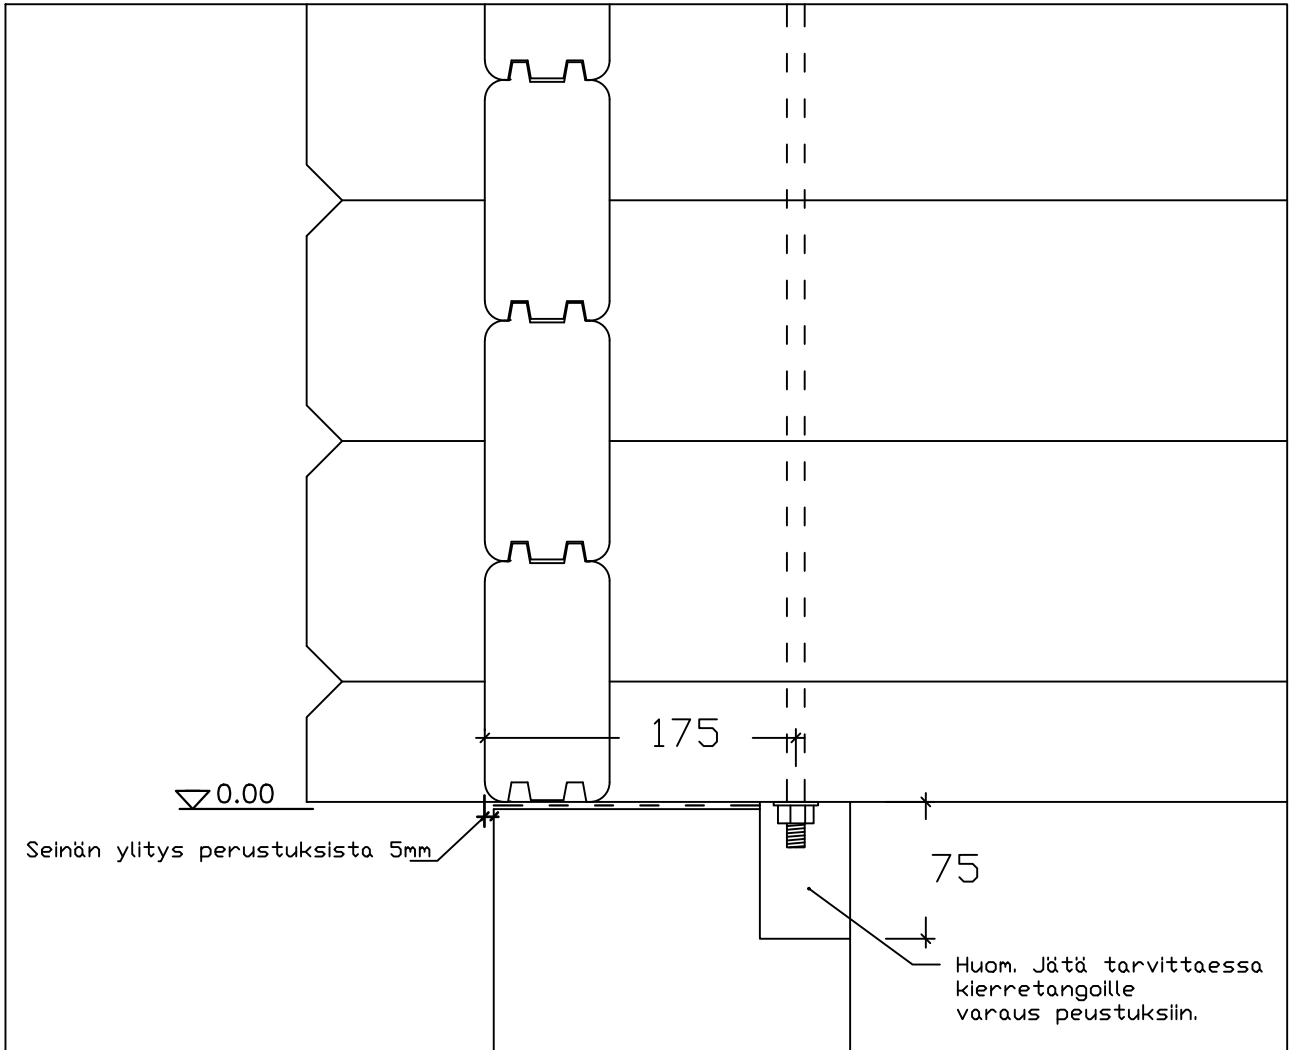 175
0.00
Seinän ylitys perustuksista 5mm
75
Huom. Jätä tarvittaessa
kierretangoille
varaus peustuksiin.